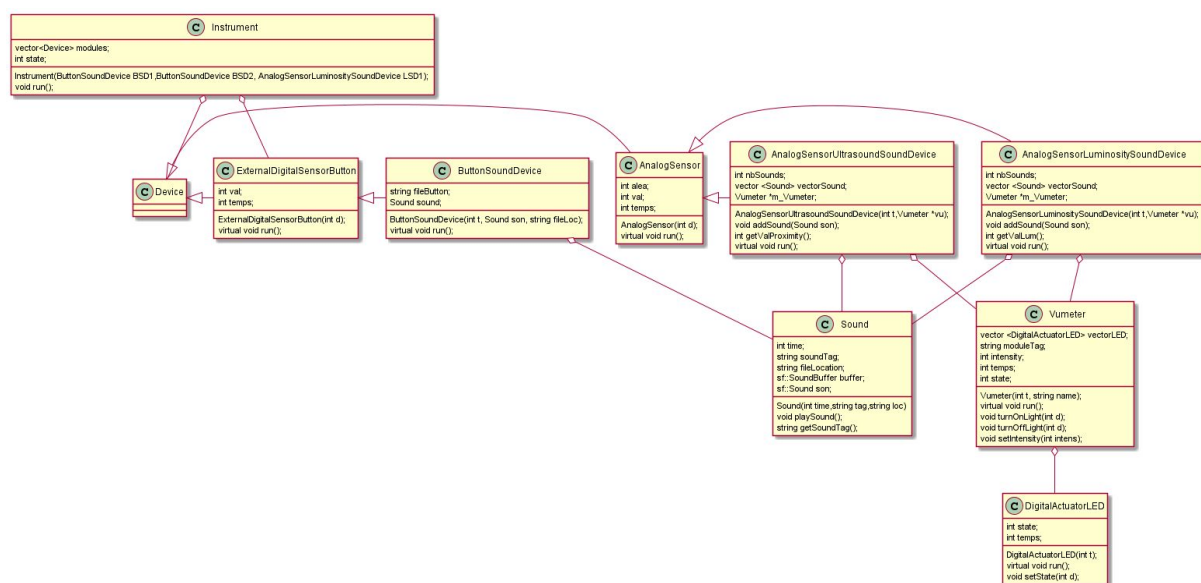 C Instrument
vector<Device> modules;
int state;
Instrument(ButtonSoundDevice BSD1,ButtonSoundDevice BSD2, AnalogSensorLuminositySoundDevice LSD1);
void run();
C Device
C ExternalDigitalSensorButton
int val;
int temps;
ExternalDigitalSensorButton(int d);
virtual void run();
C ButtonSoundDevice
string fileButton;
Sound sound;
ButtonSoundDevice(int t, Sound son, string fileLoc);
virtual void run();
C AnalogSensor
int alea;
int val;
int temps;
AnalogSensor(int d);
virtual void run();
C AnalogSensorUltrasoundSoundDevice
int nbSounds;
vector <Sound> vectorSound;
Vumeter *m_Vumeter;
AnalogSensorUltrasoundSoundDevice(int t,Vumeter *vu);
void addSound(Sound son);
int getValProximity();
virtual void run();
C AnalogSensorLuminositySoundDevice
int nbSounds;
vector <Sound> vectorSound;
Vumeter *m_Vumeter;
AnalogSensorLuminositySoundDevice(int t,Vumeter *vu);
void addSound(Sound son);
int getValLum();
virtual void run();
C Sound
int time;
string soundTag;
string fileLocation;
sf::SoundBuffer buffer;
sf::Sound son;
Sound(int time,string tag,string loc)
void playSound();
string getSoundTag();
C Vumeter
vector <DigitalActuatorLED> vectorLED;
string moduleTag;
int intensity;
int temps;
int state;
Vumeter(int t, string name);
virtual void run();
void turnOnLight(int d);
void turnOffLight(int d);
void setIntensity(int intens);
C DigitalActuatorLED
int state;
int temps;
DigitalActuatorLED(int t);
virtual void run();
void setState(int d);